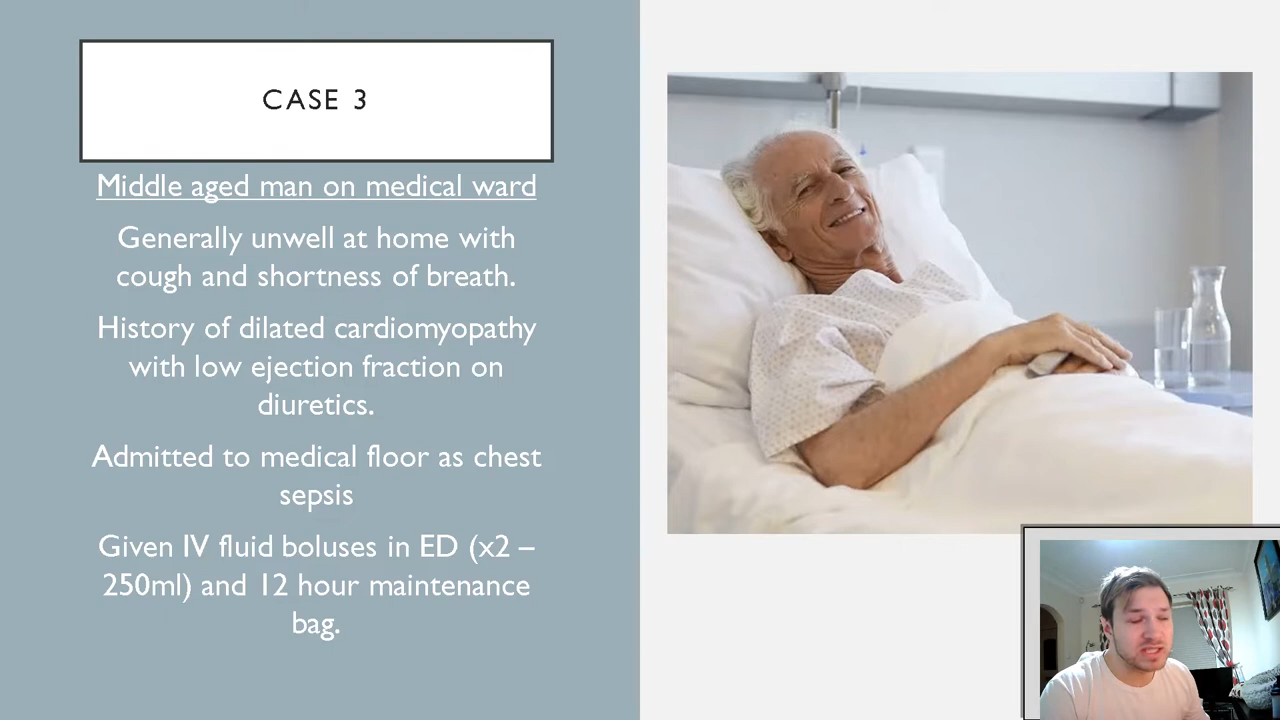 CASE 3
Middle aged man on medical ward
Generally unwell at home with
cough and shortness of breath.
History of dilated cardiomyopathy
with low ejection fraction on
diuretics.
Admitted to medical floor as chest
sepsis
Given IV fluid boluses in ED (x2 –
250ml) and 12 hour maintenance
bag.